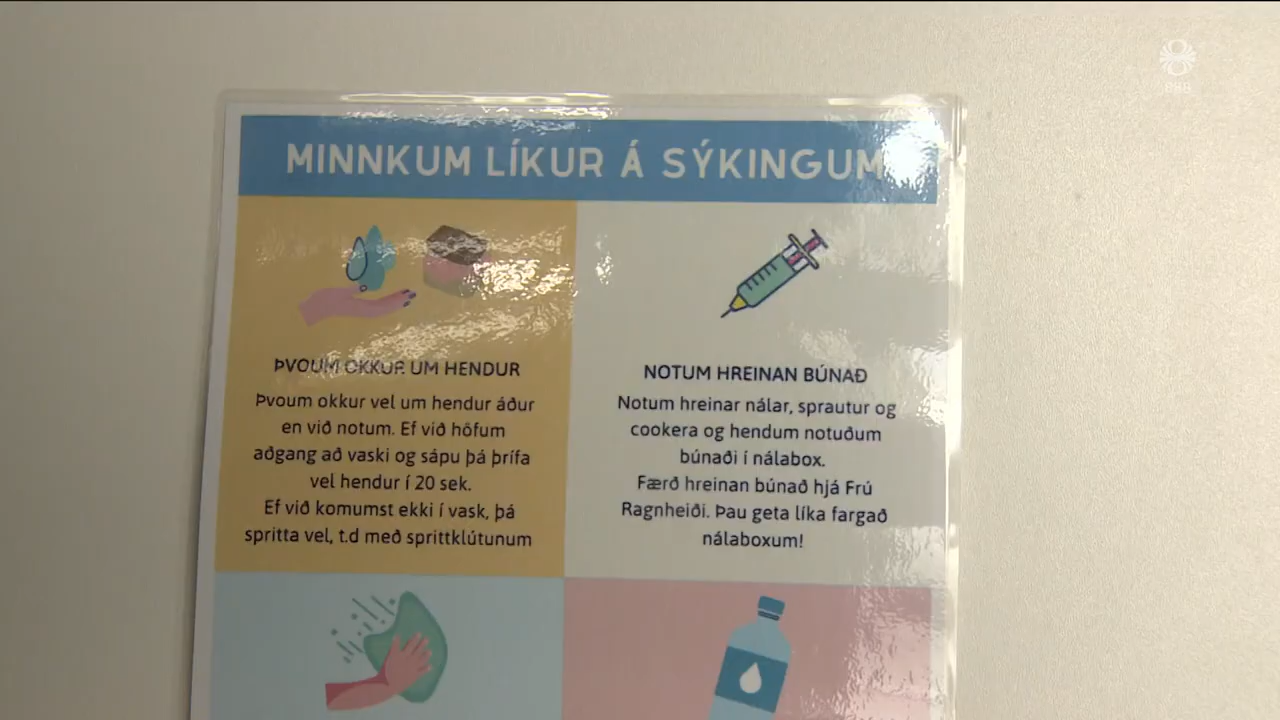 MINNKUM LÍKUR Á SÝKINGUM
ÞVOUM OKKUR UM HENDUR
Þvoum okkur vel um hendur áður
en við notum. Ef við höfum
aðgang að vaski og sápu þá þrífa
vel hendur í 20 sek.
Ef við komumst ekki í vask, þá
spritta vel, t.d með sprittklútunum
NOTUM HREINAN BÚNAÐ
Notum hreinar nálar, sprautur og
cookera og hendum notuðum
búnaði í nálabox.
Færð hreinan búnað hjá Frú
Ragnheiði. Þau geta líka fargað
nálaboxum!